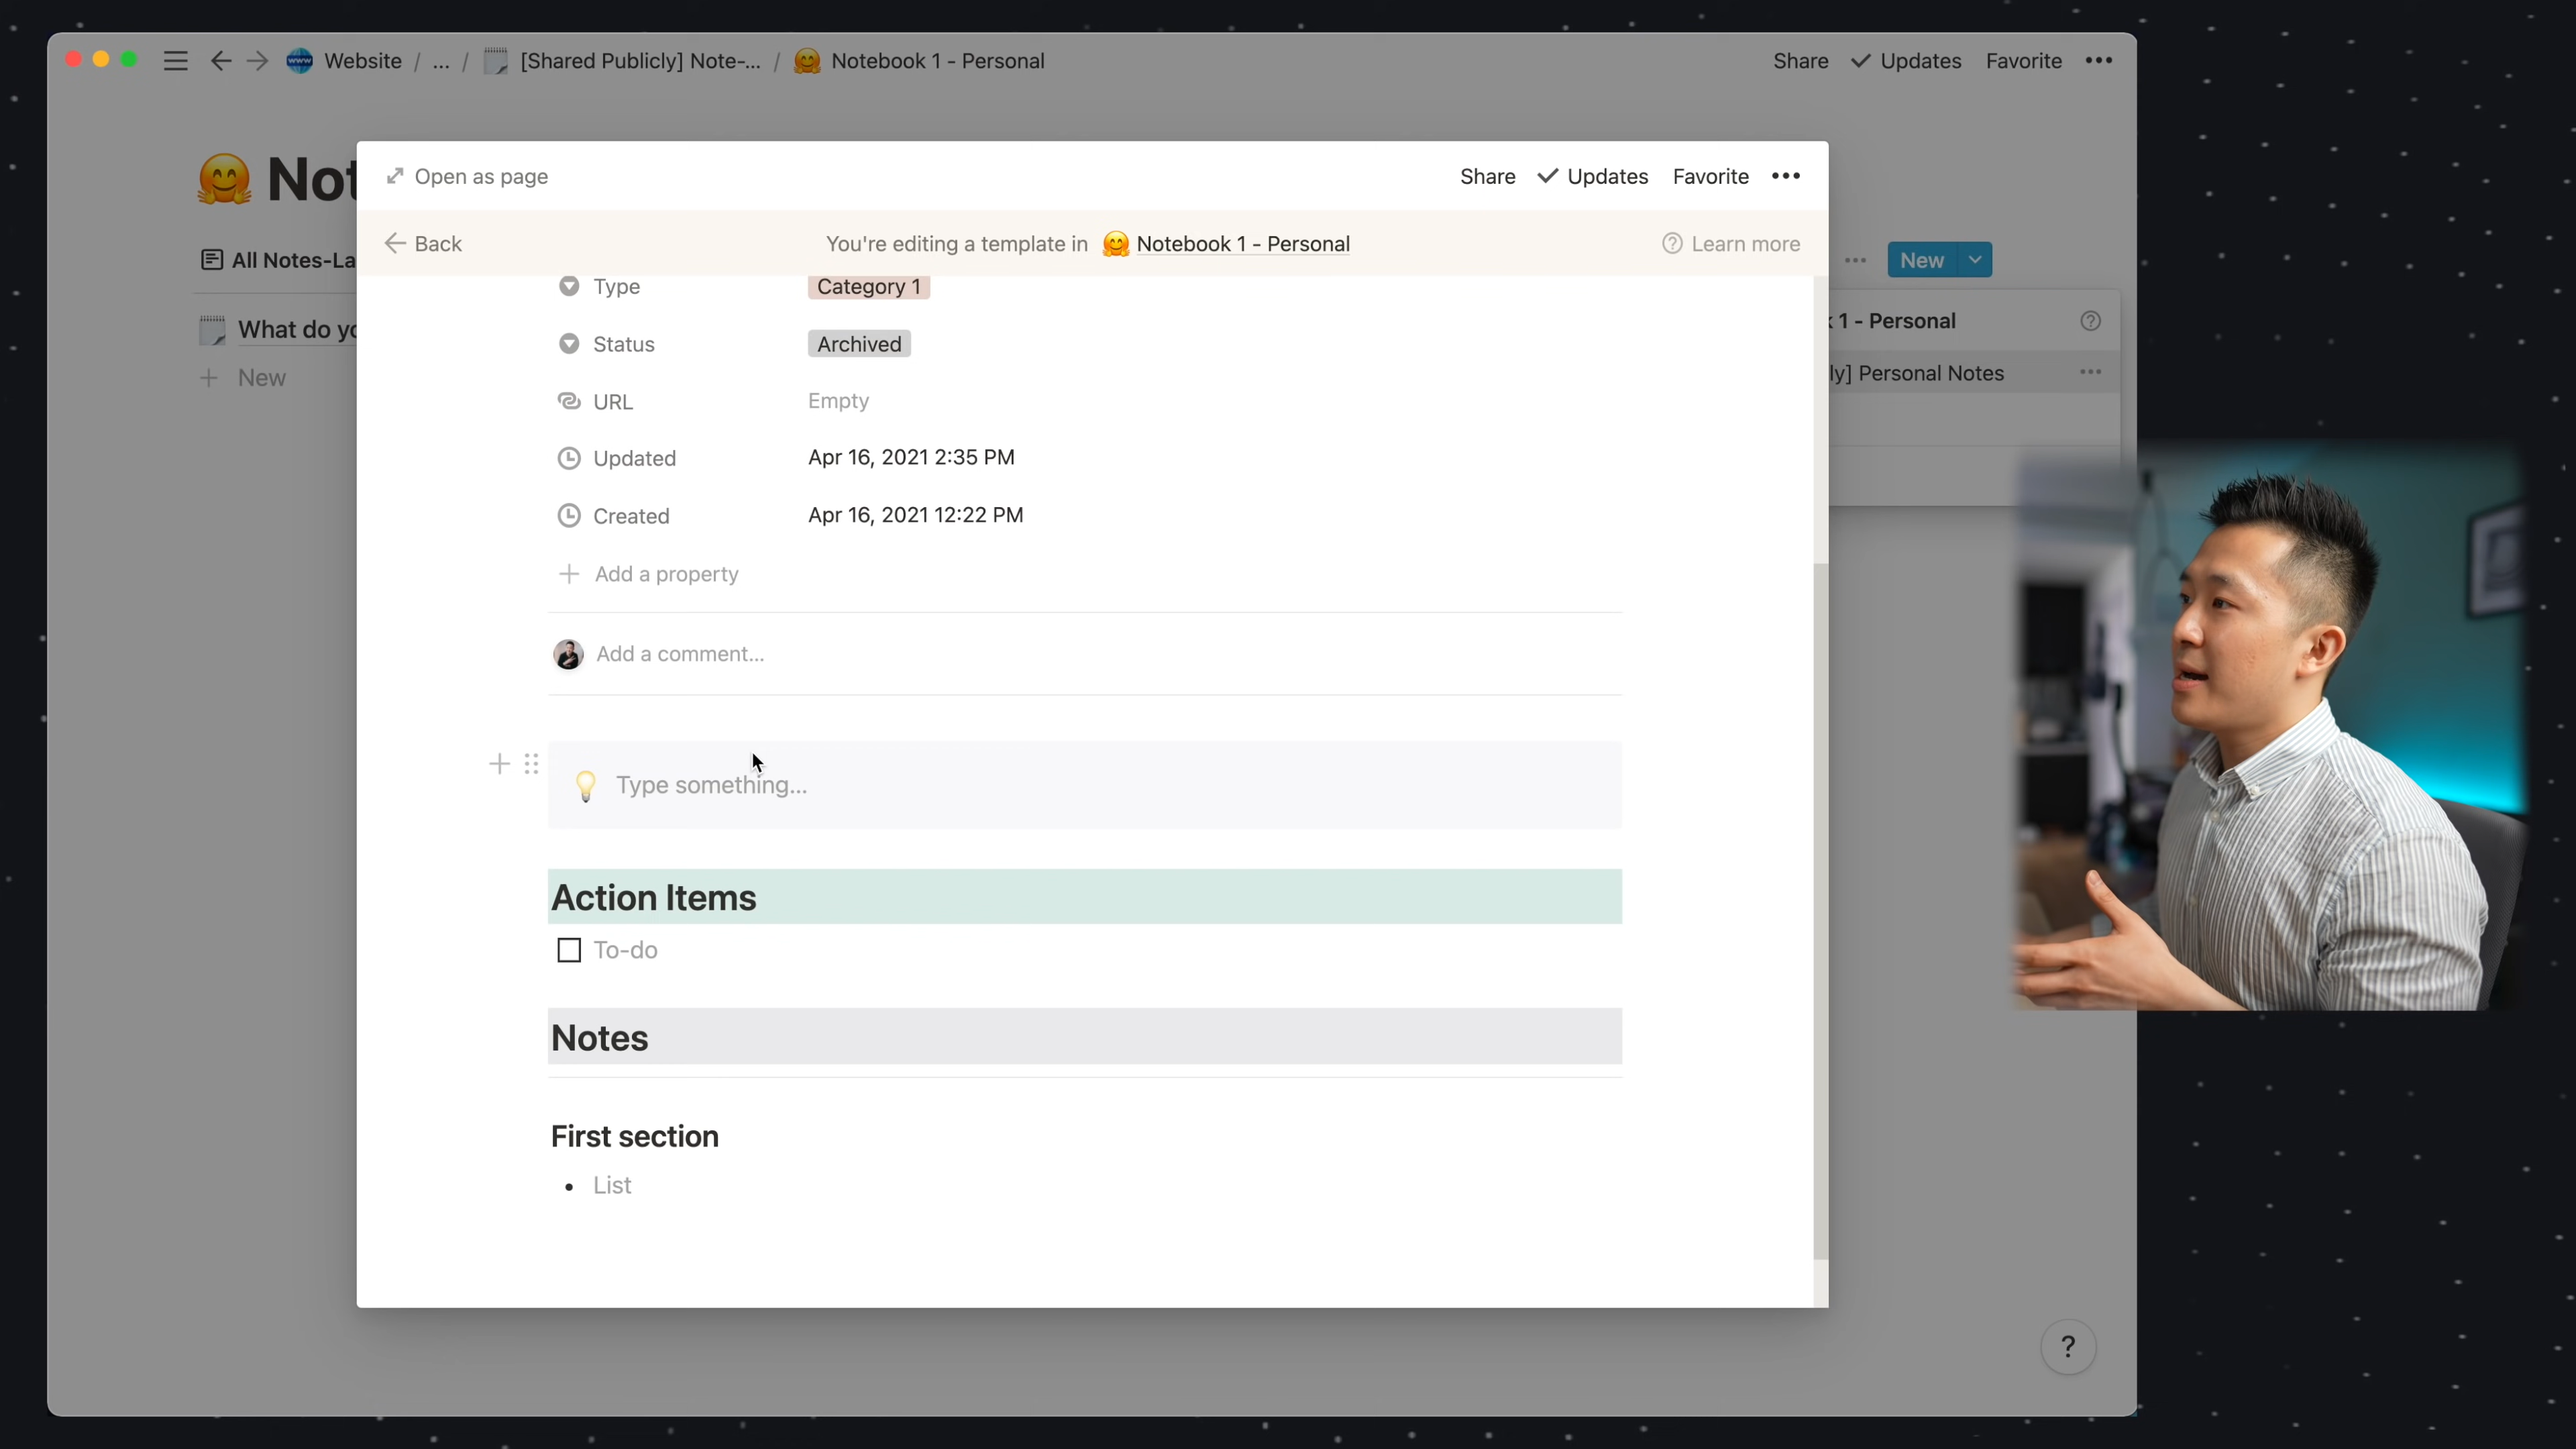 Website / ... / [Shared Publicly] Note-... / Notebook 1 - Personal
Share Updates Favorite
Not
All Notes-La
New
What do yo
New
k 1 - Personal
ly] Personal Notes
Open as page
Share Updates Favorite
Back
You're editing a template in Notebook 1 - Personal
Learn more
Type Category 1
Status Archived
URL Empty
Updated Apr 16, 2021 2:35 PM
Created Apr 16, 2021 12:22 PM
Add a property
Add a comment...
Type something...
Action Items
To-do
Notes
First section
List
?